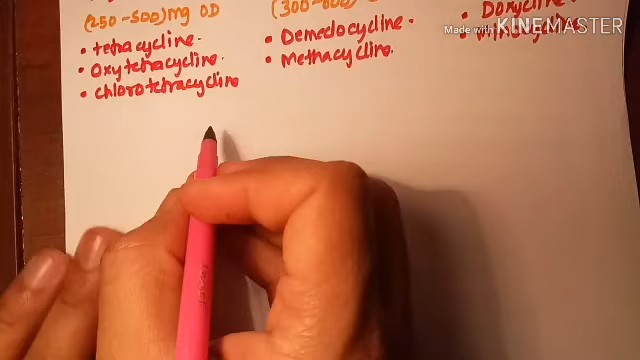 (250-500)mg OD
• tetracycline.
• Oxytetracycline.
• chlorotetracycline
• Demeclocycline.
• Methacycline.
• Doxycline.
Made with KINEMASTER